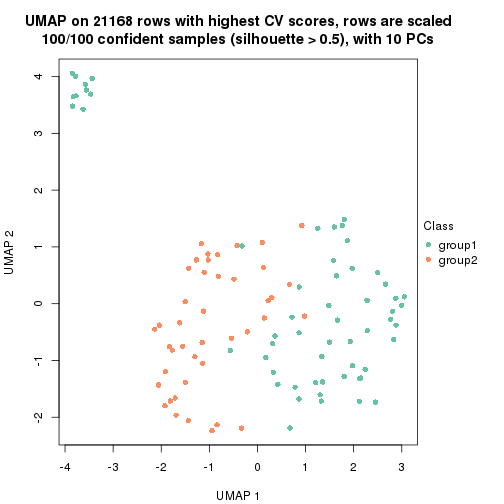 UMAP on 21168 rows with highest CV scores, rows are scaled
100/100 confident samples (silhouette > 0.5), with 10 PCs
4
3
2
1
0
-1
-2
UMAP 2
-4
-3
-2
-1
0
1
2
3
UMAP 1
Class
group1
group2